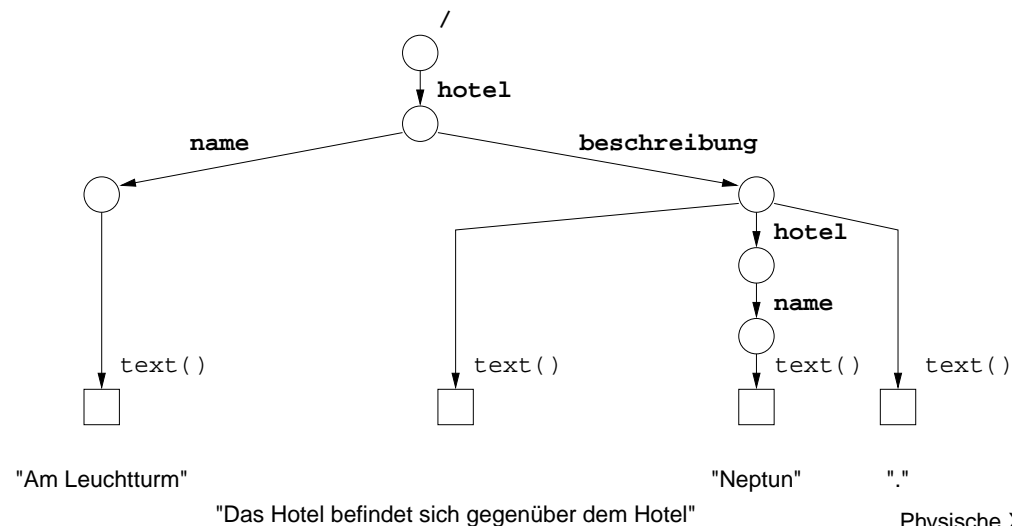 /
hotel
name beschreibung
hotel
name
text() text() text() text()
"Am Leuchtturm" "Neptun" "."
"Das Hotel befindet sich gegenüber dem Hotel" Physische